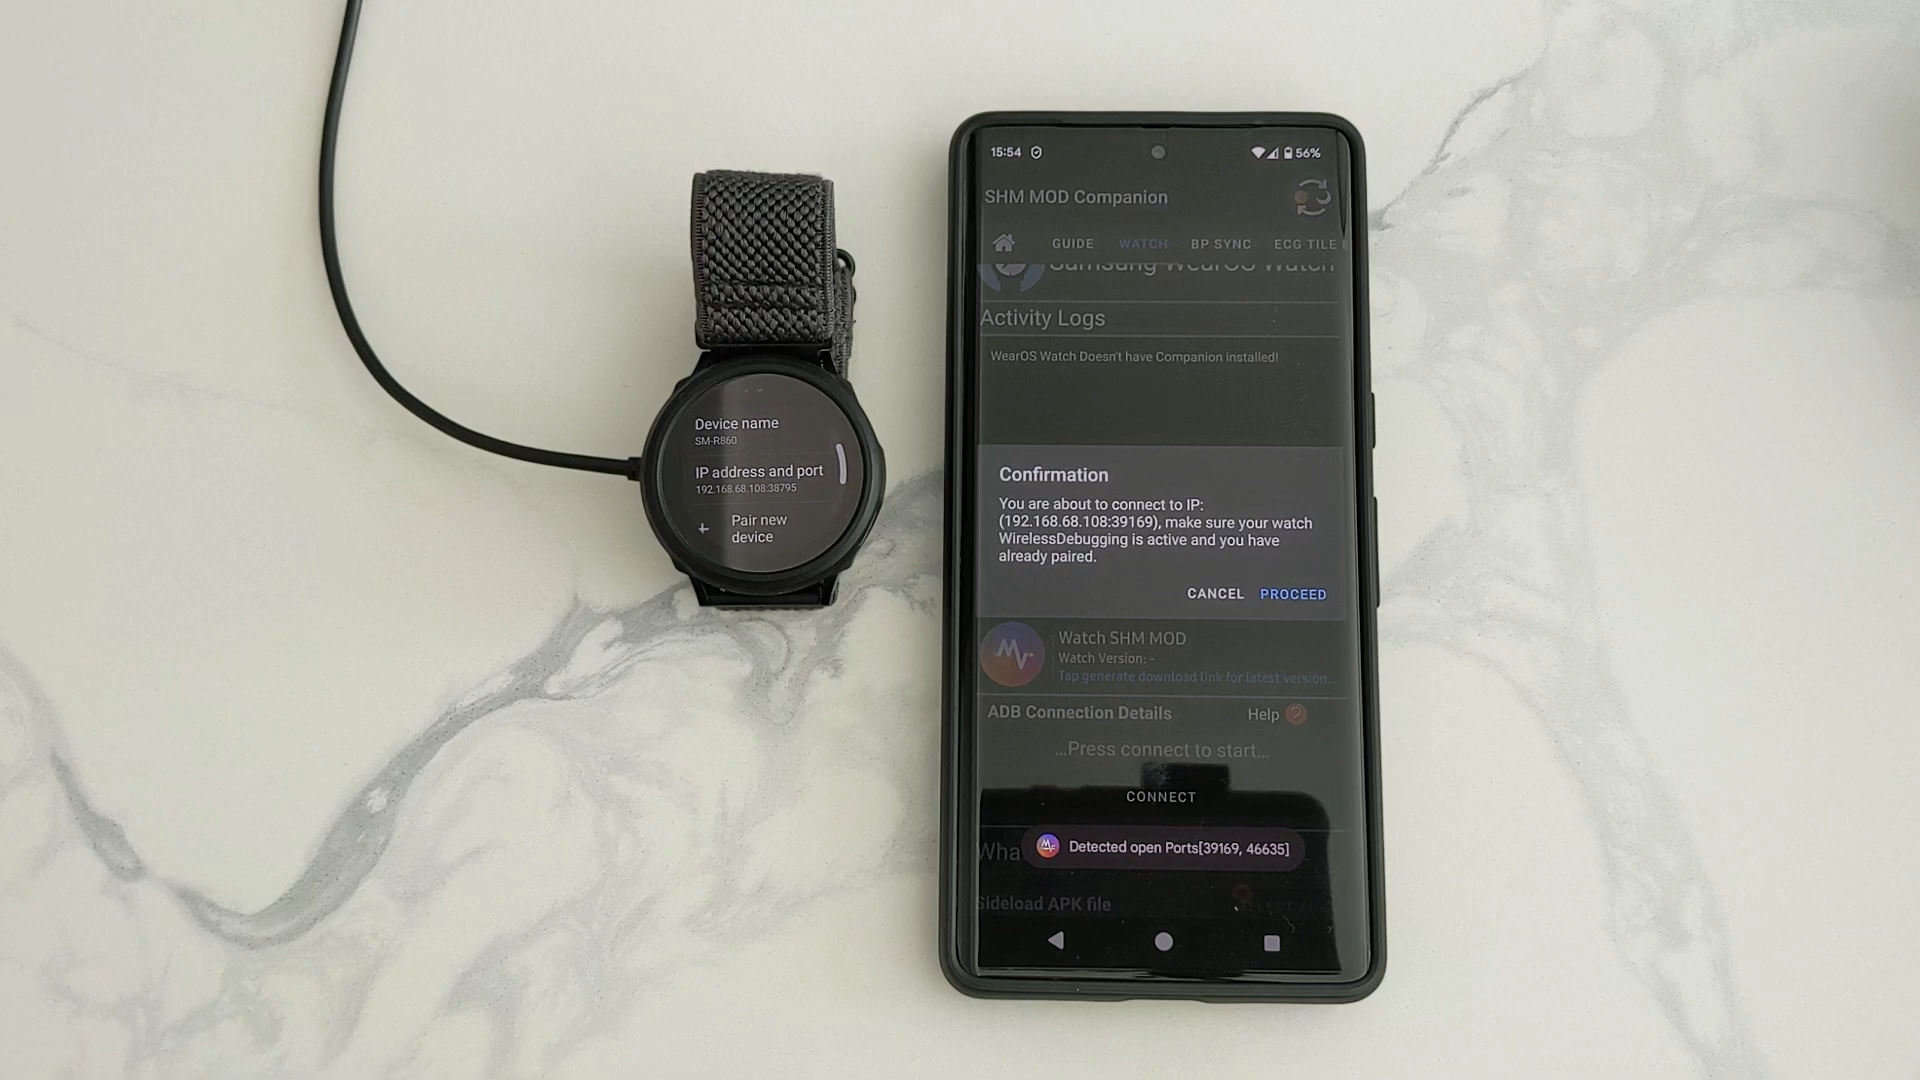 Device name
SM-R860
IP address and port
192.168.68.108:38795
Pair new
device
15:54
56%
SHM MOD Companion
GUIDE WATCH BP SYNC ECG TILE
Samsung WearOS Watch
Activity Logs
WearOS Watch Doesn't have Companion installed!
Confirmation
You are about to connect to IP:
(192.168.68.108:39169), make sure your watch
WirelessDebugging is active and you have
already paired.
CANCEL PROCEED
Watch SHM MOD
Watch Version: -
Tap generate download link for latest version...
ADB Connection Details
Help ?
...Press connect to start...
CONNECT
Wha
Detected open Ports[39169, 46635]
Sideload APK file